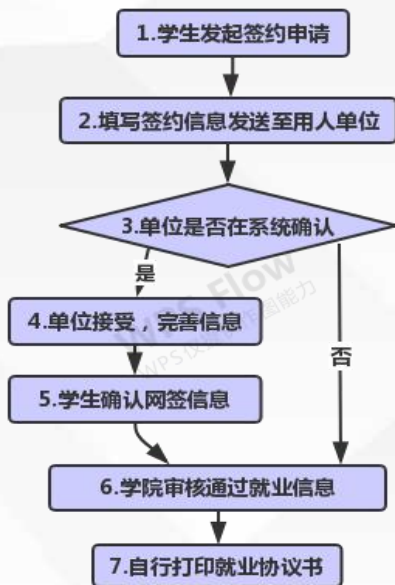 1.学生发起签约申请
2.填写签约信息发送至用人单位
3.单位是否在系统确认
是
4.单位接受，完善信息
否
5.学生确认网签信息
6.学院审核通过就业信息
7.自行打印就业协议书
WPS Flow